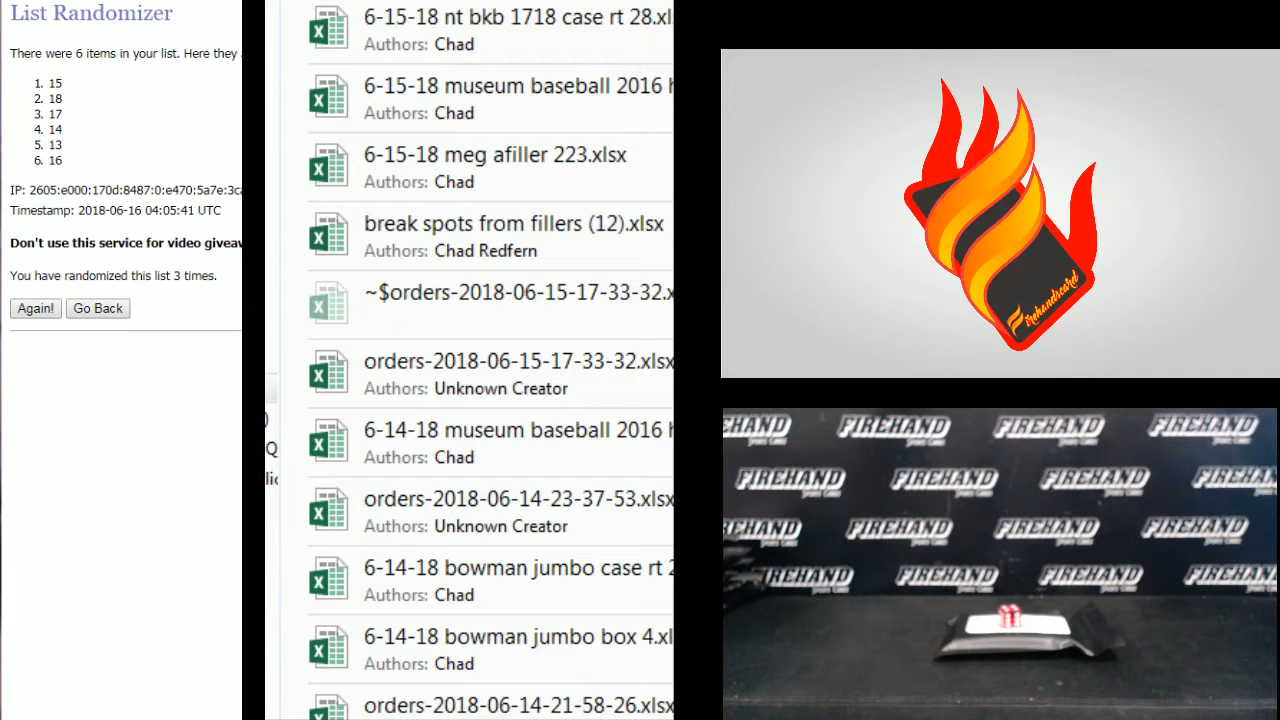 List Randomizer
There were 6 items in your list. Here they
1. 15
2. 18
3. 17
4. 14
5. 13
6. 16
IP: 2605:e000:170d:8487:0:e470:5a7e:3c
Timestamp: 2018-06-16 04:05:41 UTC
Don't use this service for video giveaw
You have randomized this list 3 times.
Again! Go Back
6-15-18 nt bkb 1718 case rt 28.xl
Authors: Chad
6-15-18 museum baseball 2016 h
Authors: Chad
6-15-18 meg afiller 223.xlsx
Authors: Chad
break spots from fillers (12).xlsx
Authors: Chad Redfern
~$orders-2018-06-15-17-33-32.x
orders-2018-06-15-17-33-32.xlsx
Authors: Unknown Creator
6-14-18 museum baseball 2016 h
Authors: Chad
orders-2018-06-14-23-37-53.xlsx
Authors: Unknown Creator
6-14-18 bowman jumbo case rt 2
Authors: Chad
6-14-18 bowman jumbo box 4.xl
Authors: Chad
orders-2018-06-14-21-58-26.xlsx
)
Q
lic
Firehandscard
FIREHAND FIREHAND FIREHAND FIREHAND
FIREHAND FIREHAND FIREHAND FIREHAND
FIREHAND FIREHAND FIREHAND FIREHAND
FIREHAND FIREHAND FIREHAND FIREHAND